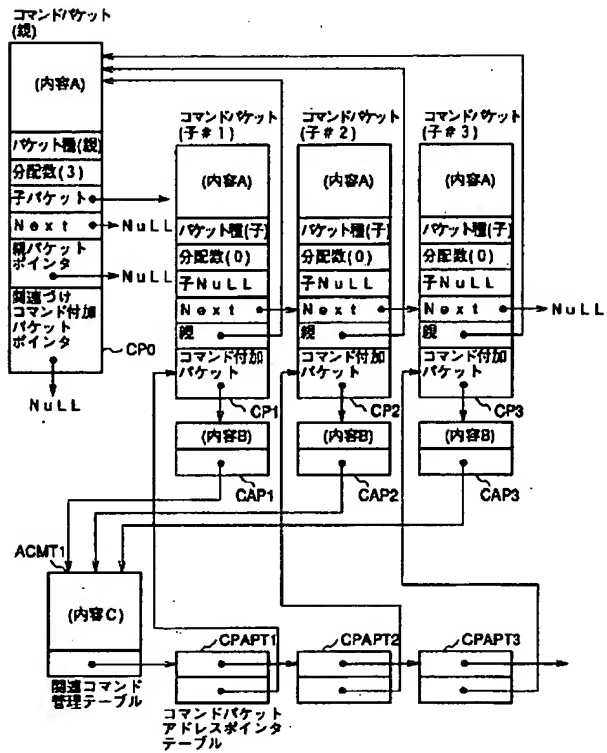 コマンドパケット
(親)
(内容A)
パケット種(親)
分配数(3)
子パケット
Next
NuLL
親パケット
ポインタ
NuLL
関連づけ
コマンド付加
パケット
ポインタ
CP0
NuLL
コマンドパケット
(子#1)
(内容A)
パケット種(子)
分配数(0)
子NuLL
Next
親
コマンド付加
パケット
CP1
(内容B)
CAP1
コマンドパケット
(子#2)
(内容A)
パケット種(子)
分配数(0)
子NuLL
Next
親
コマンド付加
パケット
CP2
(内容B)
CAP2
コマンドパケット
(子#3)
(内容A)
パケット種(子)
分配数(0)
子NuLL
Next
NuLL
親
コマンド付加
パケット
CP3
(内容B)
CAP3
ACMT1
(内容C)
関連コマンド
管理テーブル
CPAPT1
CPAPT2
CPAPT3
コマンドパケット
アドレスポインタ
テーブル